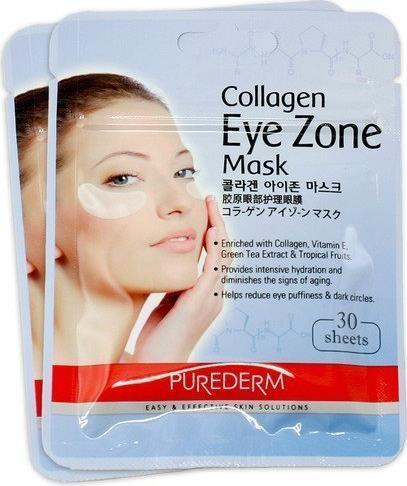 Collagen
Eye Zone
Mask
콜라겐 아이존 마스크
胶原眼部护理眼膜
コラーゲン アイゾーン マスク
• Enriched with Collagen, Vitamin E,
Green Tea Extract & Tropical Fruits.
• Provides intensive hydration and
diminishes the signs of aging.
• Helps reduce eye puffiness & dark circles.
30
sheets
PUREDERM
EASY & EFFECTIVE SKIN SOLUTIONS